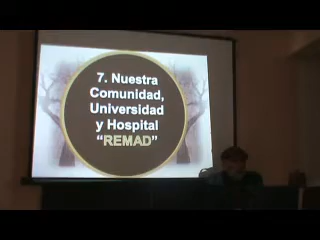 7. Nuestra
Comunidad,
Universidad
y Hospital
“REMAD”